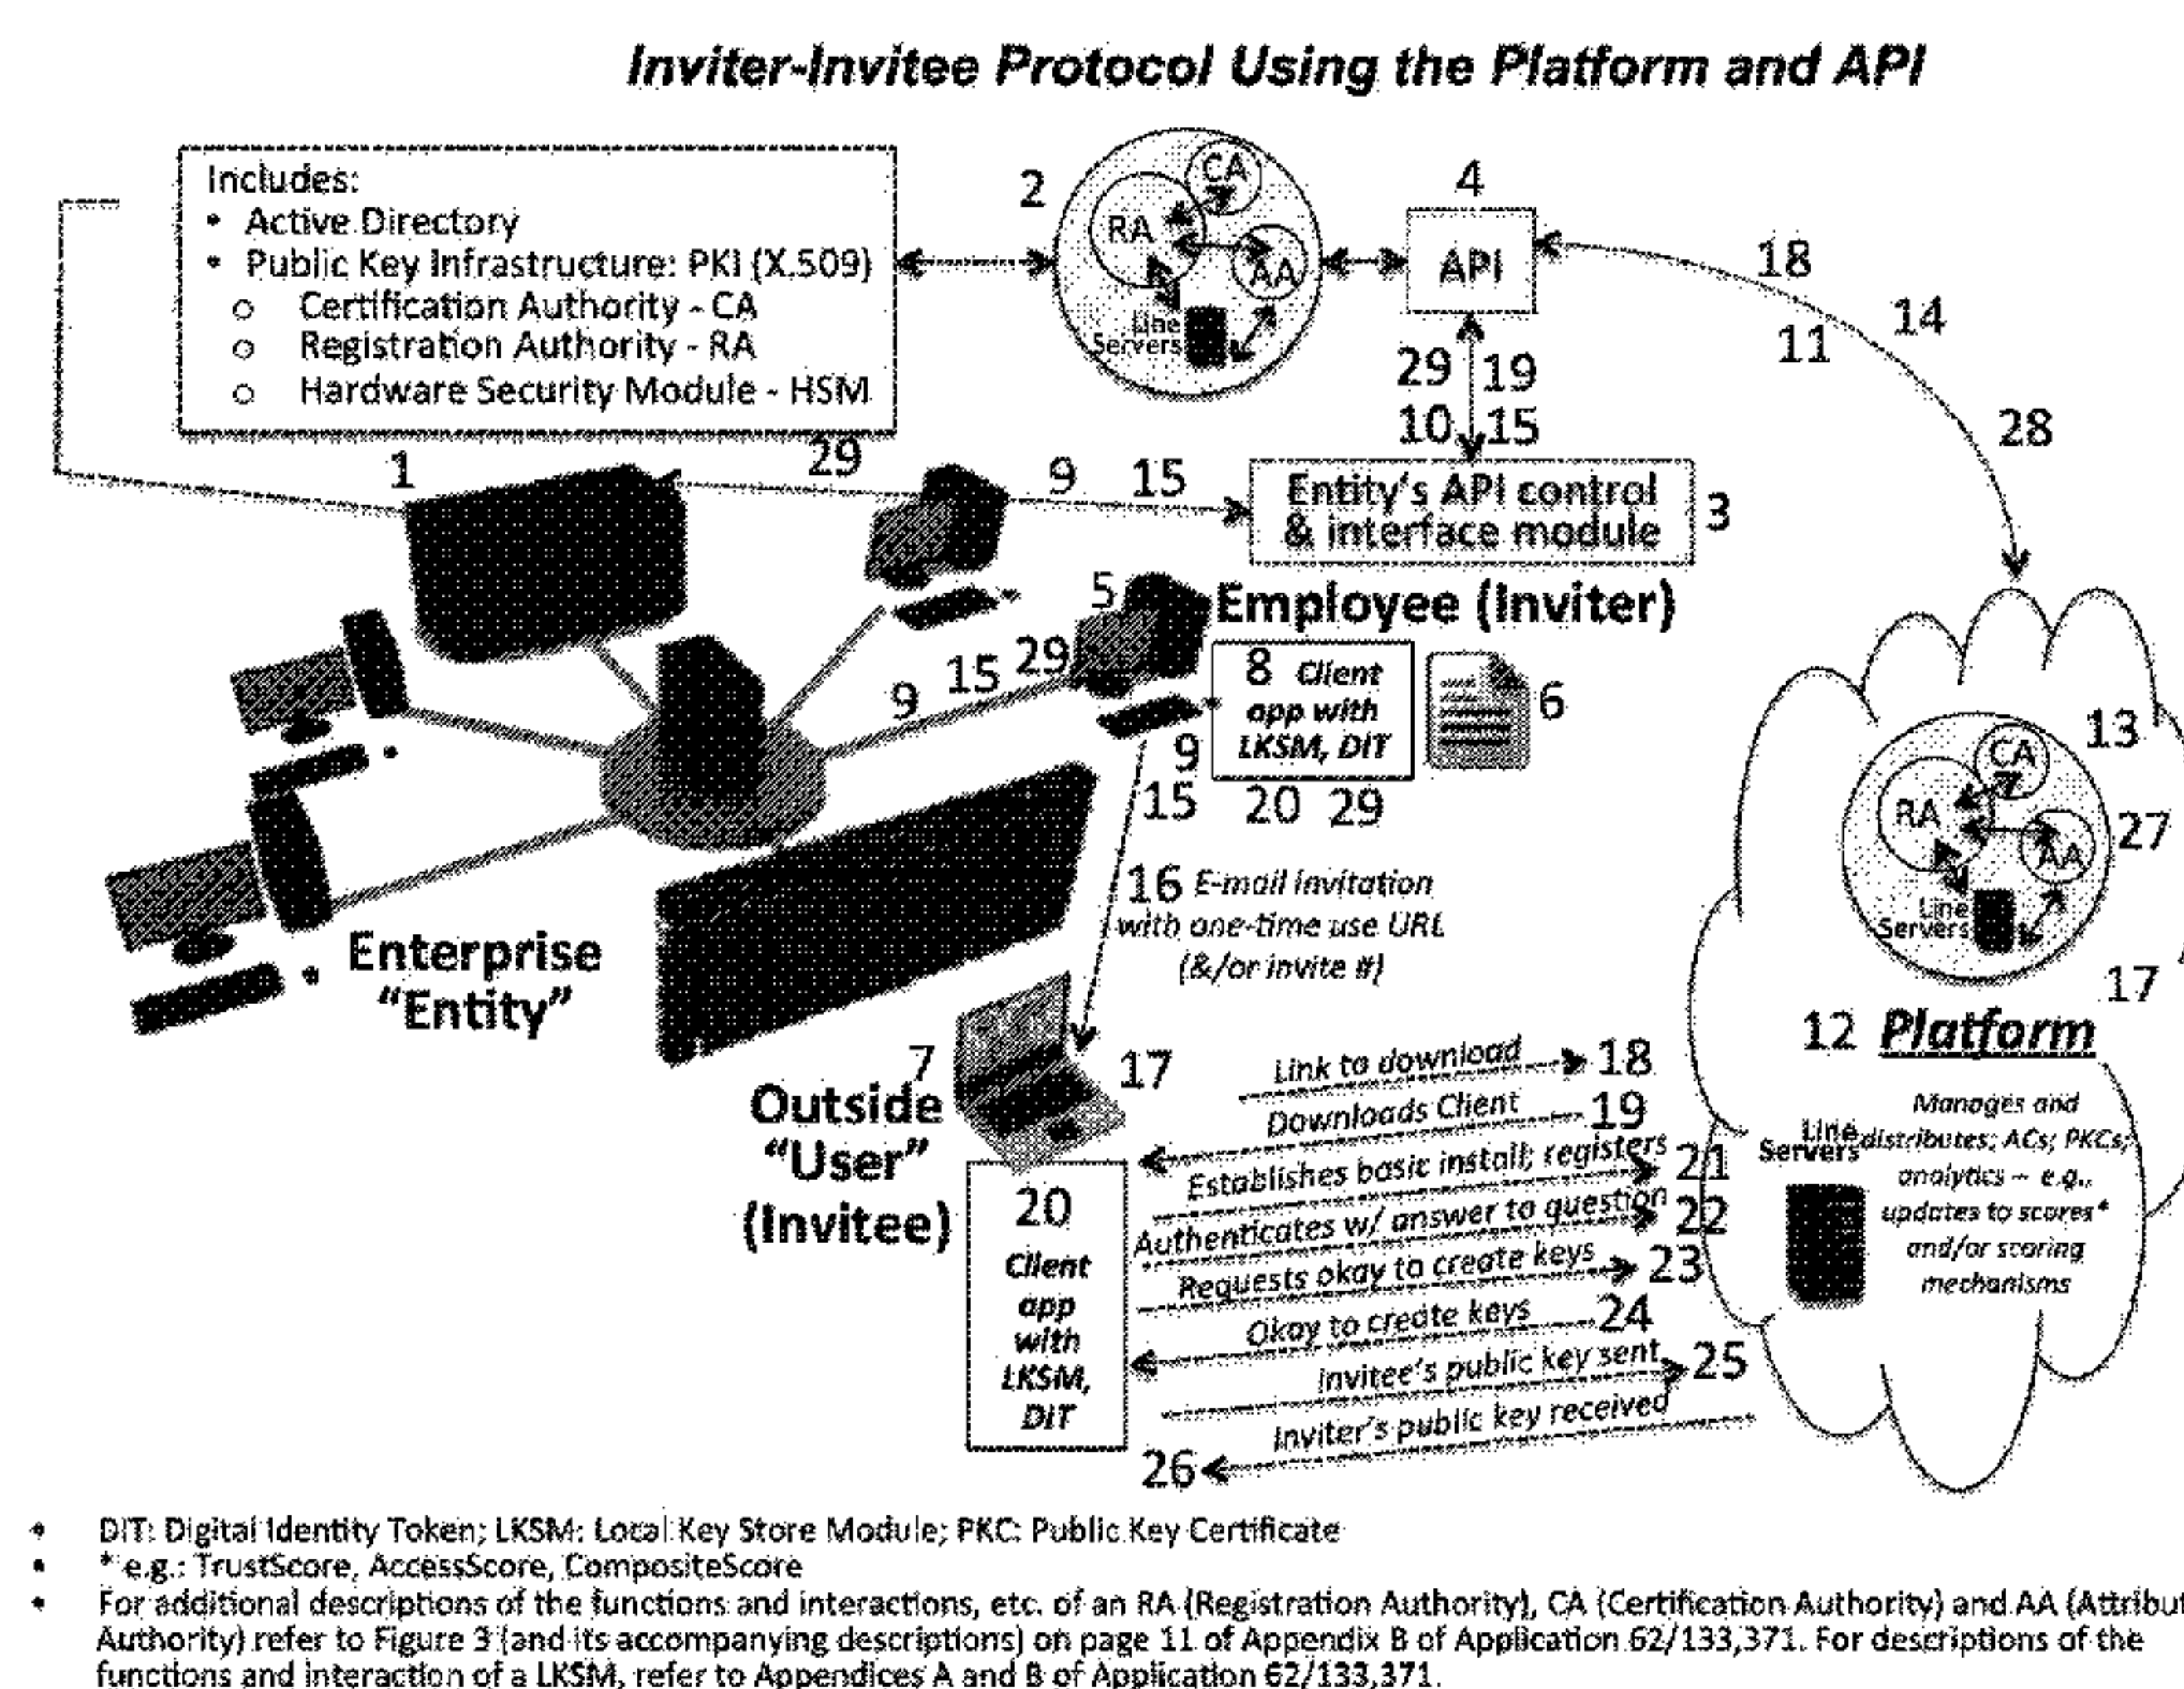 Inviter-Invitee Protocol Using the Platform and API
Includes:
• Active Directory
• Public Key Infrastructure: PKI (X.509)
○ Certification Authority - CA
○ Registration Authority - RA
○ Hardware Security Module - HSM
2
CA
RA
AA
Line
Servers
4
API
18
14
11
28
29 19
10 15
1
29
9 15
Entity's API control
& interface module
3
5
Employee (Inviter)
8 Client
app with
LKSM, DIT
6
9 15 29
9
15
20 29
16 E-mail invitation
with one-time use URL
(&/or invite #)
Enterprise
"Entity"
7
17
Outside
"User"
(Invitee)
20
Client
app
with
LKSM,
DIT
Link to download 18
Downloads Client 19
Establishes basic install; registers 21
Authenticates w/ answer to question 22
Requests okay to create keys 23
Okay to create keys 24
Invitee's public key sent 25
Inviter's public key received
26
13
CA
RA
AA
27
Line
Servers
17
12 Platform
Line
Servers
Manages and
distributes; ACs; PKCs;
analytics – e.g.,
updates to scores*
and/or scoring
mechanisms
• DIT: Digital Identity Token; LKSM: Local Key Store Module; PKC: Public Key Certificate
• * e.g.: TrustScore, AccessScore, CompositeScore
• For additional descriptions of the functions and interactions, etc. of an RA (Registration Authority), CA (Certification Authority) and AA (Attribut
Authority) refer to Figure 3 (and its accompanying descriptions) on page 11 of Appendix B of Application 62/133,371. For descriptions of the
functions and interaction of a LKSM, refer to Appendices A and B of Application 62/133,371.